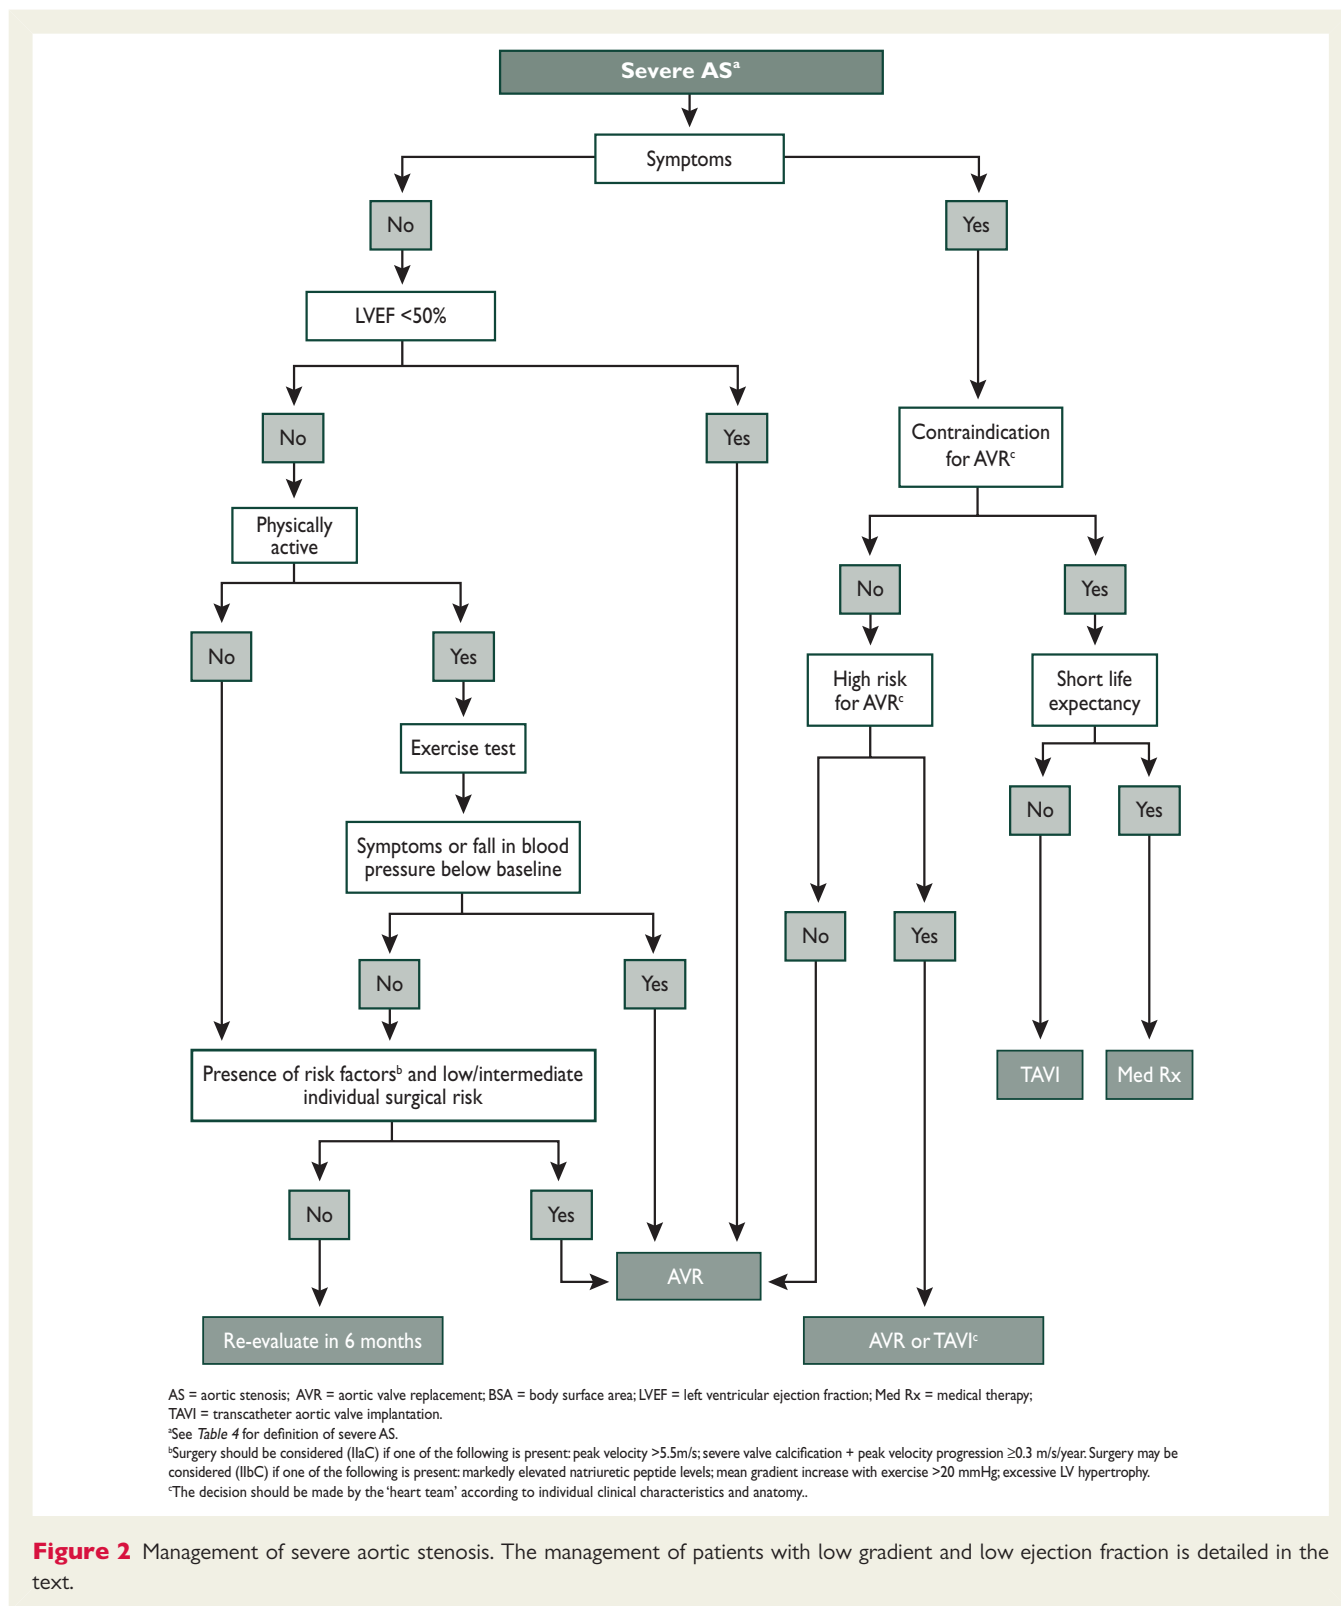 Severe ASᵃ
Symptoms
No
Yes
LVEF <50%
No
Yes
Contraindication
for AVRᶜ
Physically
active
No
Yes
No
Yes
Exercise test
High risk
for AVRᶜ
Short life
expectancy
No
Yes
Symptoms or fall in blood
pressure below baseline
No
Yes
No
Yes
Presence of risk factorsᵇ and low/intermediate
individual surgical risk
TAVI
Med Rx
No
Yes
AVR
Re-evaluate in 6 months
AVR or TAVIᶜ
AS = aortic stenosis; AVR = aortic valve replacement; BSA = body surface area; LVEF = left ventricular ejection fraction; Med Rx = medical therapy;
TAVI = transcatheter aortic valve implantation.
ᵃSee Table 4 for definition of severe AS.
ᵇSurgery should be considered (IIaC) if one of the following is present: peak velocity >5.5m/s; severe valve calcification + peak velocity progression ≥0.3 m/s/year. Surgery may be
considered (IIbC) if one of the following is present: markedly elevated natriuretic peptide levels; mean gradient increase with exercise >20 mmHg; excessive LV hypertrophy.
ᶜThe decision should be made by the ‘heart team’ according to individual clinical characteristics and anatomy..
Figure 2 Management of severe aortic stenosis. The management of patients with low gradient and low ejection fraction is detailed in the
text.